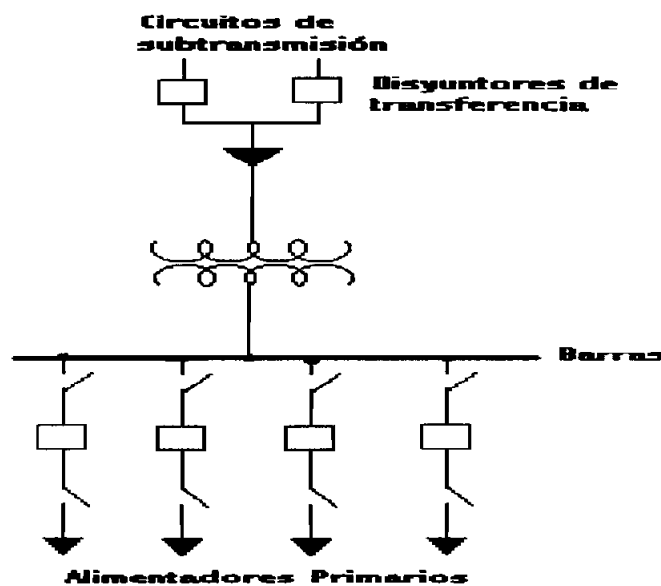 Circuitos de
subtransmisión
Disyuntores de
transferencia
Barras
Alimentadores Primarios